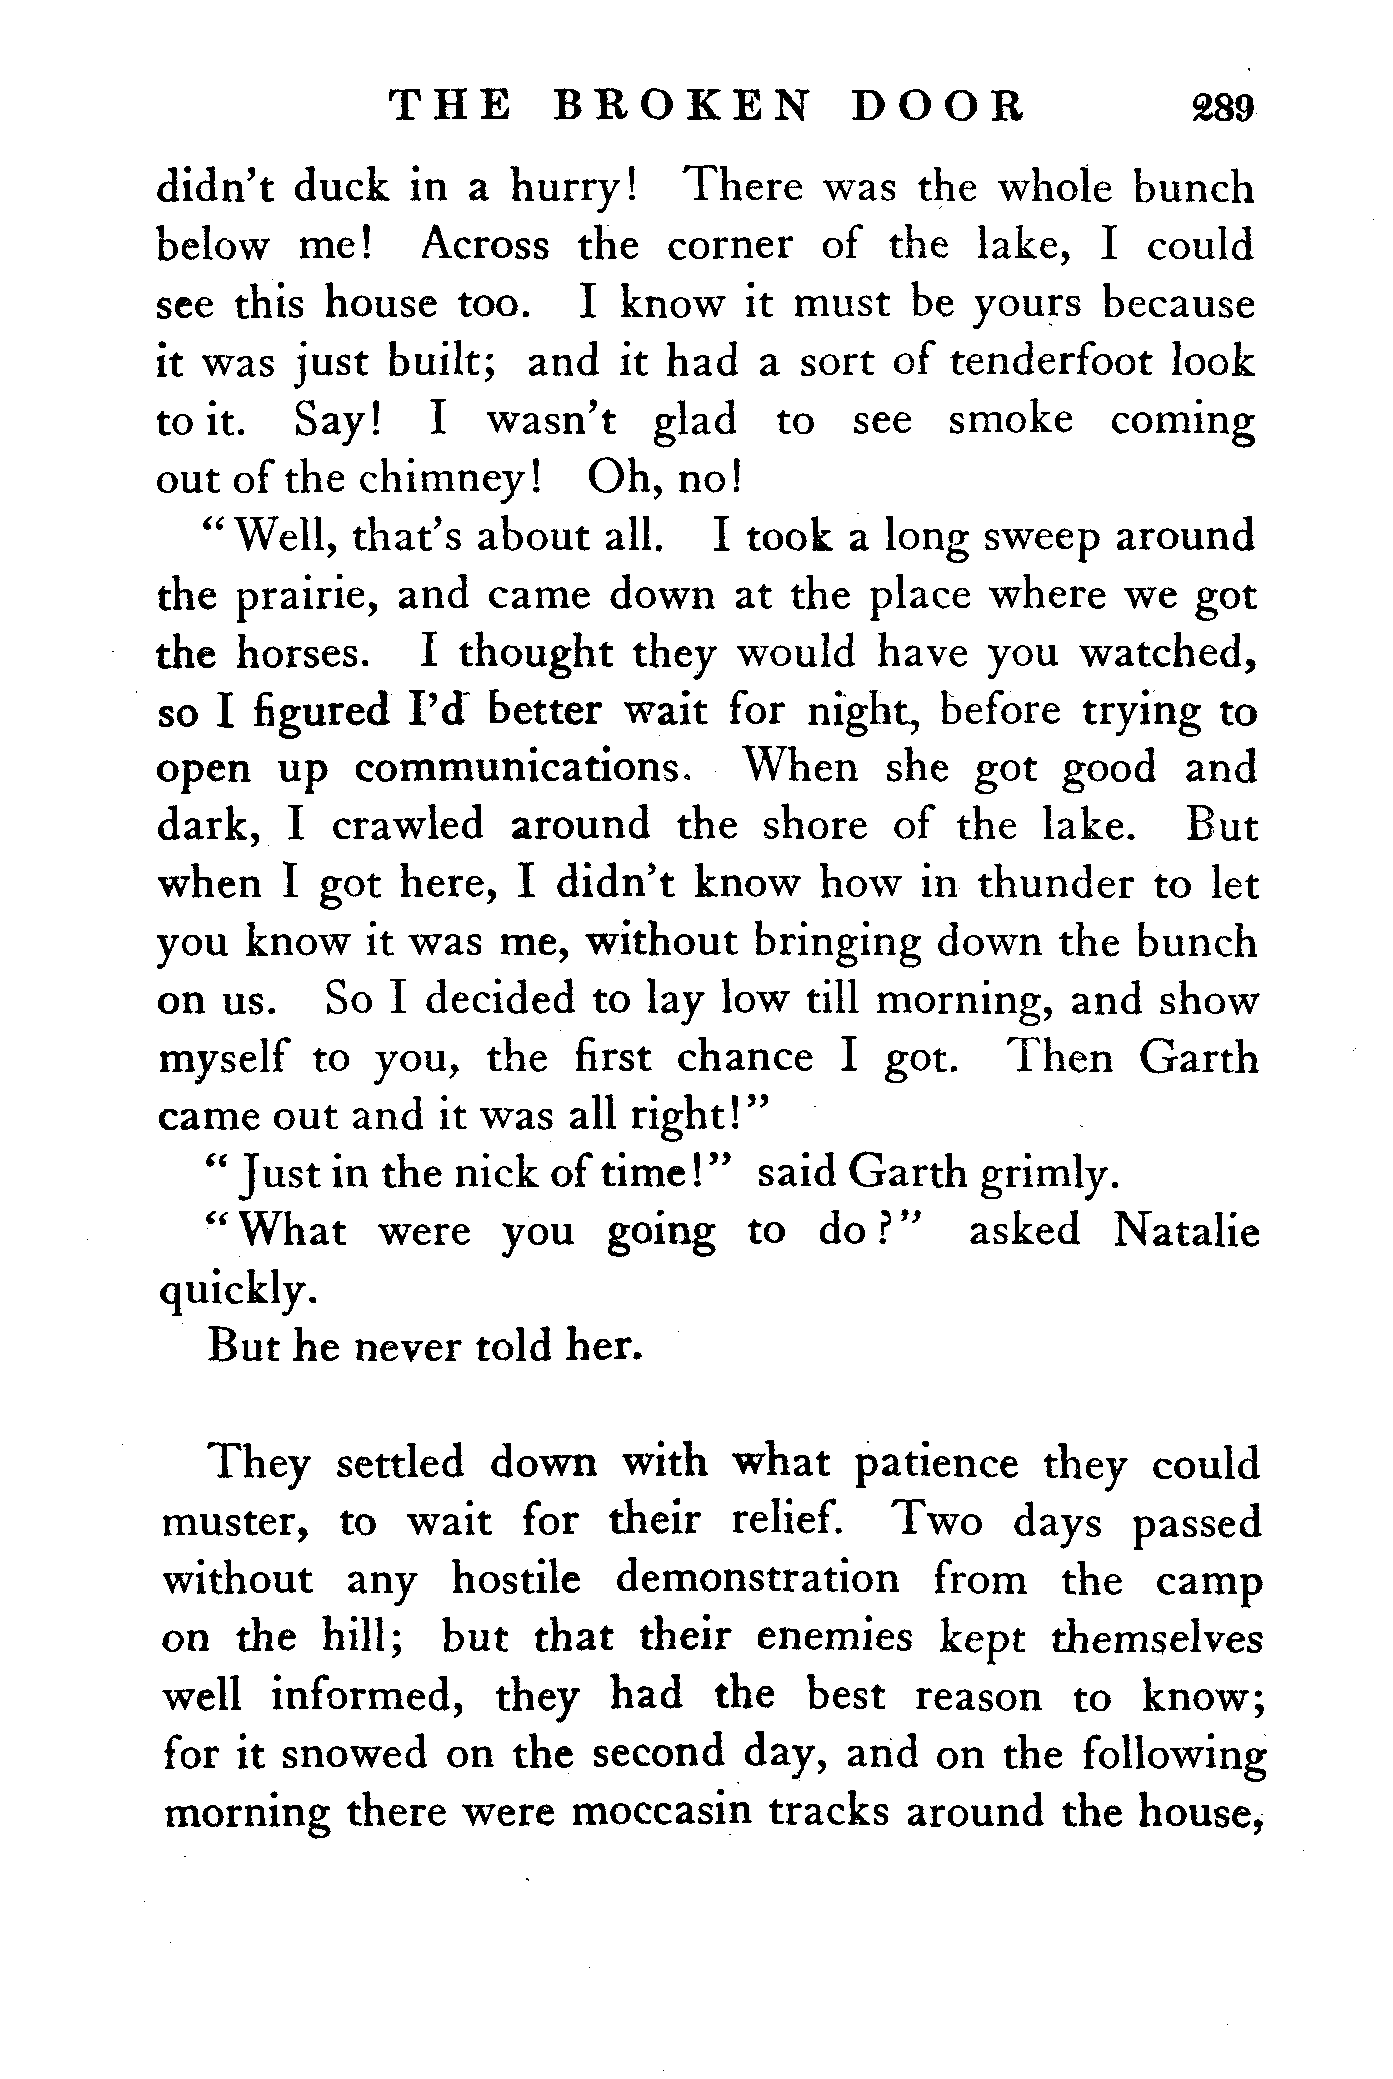 THE BROKEN DOOR 289
didn't duck in a hurry! There was the whole bunch
below me! Across the corner of the lake, I could
see this house too. I know it must be yours because
it was just built; and it had a sort of tenderfoot look
to it. Say! I wasn't glad to see smoke coming
out of the chimney! Oh, no!
"Well, that's about all. I took a long sweep around
the prairie, and came down at the place where we got
the horses. I thought they would have you watched,
so I figured I'd better wait for night, before trying to
open up communications. When she got good and
dark, I crawled around the shore of the lake. But
when I got here, I didn't know how in thunder to let
you know it was me, without bringing down the bunch
on us. So I decided to lay low till morning, and show
myself to you, the first chance I got. Then Garth
came out and it was all right!"
"Just in the nick of time!" said Garth grimly.
"What were you going to do?" asked Natalie
quickly.
But he never told her.
They settled down with what patience they could
muster, to wait for their relief. Two days passed
without any hostile demonstration from the camp
on the hill; but that their enemies kept themselves
well informed, they had the best reason to know;
for it snowed on the second day, and on the following
morning there were moccasin tracks around the house,